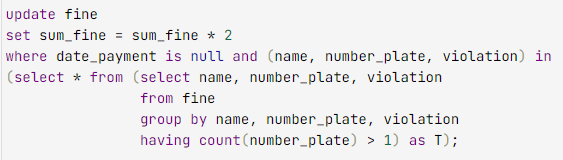 update fine
set sum_fine = sum_fine * 2
where date_payment is null and (name, number_plate, violation) in
(select * from (select name, number_plate, violation
from fine
group by name, number_plate, violation
having count(number_plate) > 1) as T);